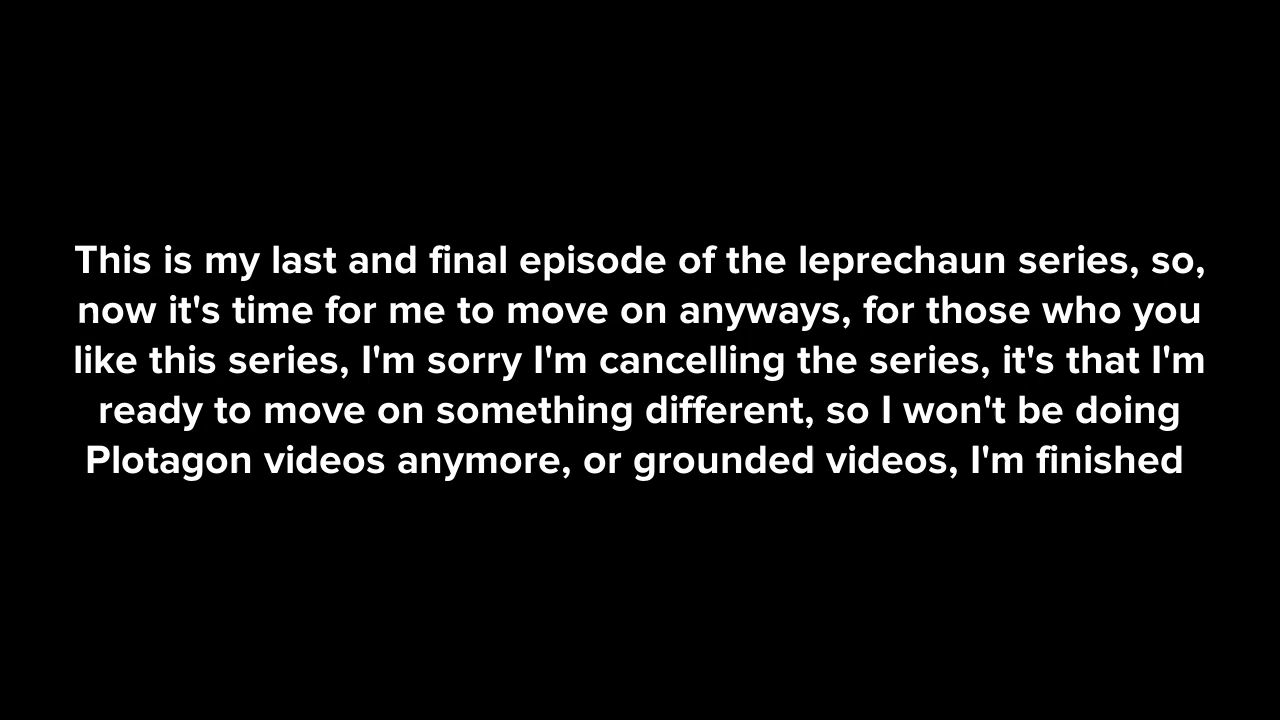 This is my last and final episode of the leprechaun series, so,
now it's time for me to move on anyways, for those who you
like this series, I'm sorry I'm cancelling the series, it's that I'm
ready to move on something different, so I won't be doing
Plotagon videos anymore, or grounded videos, I'm finished